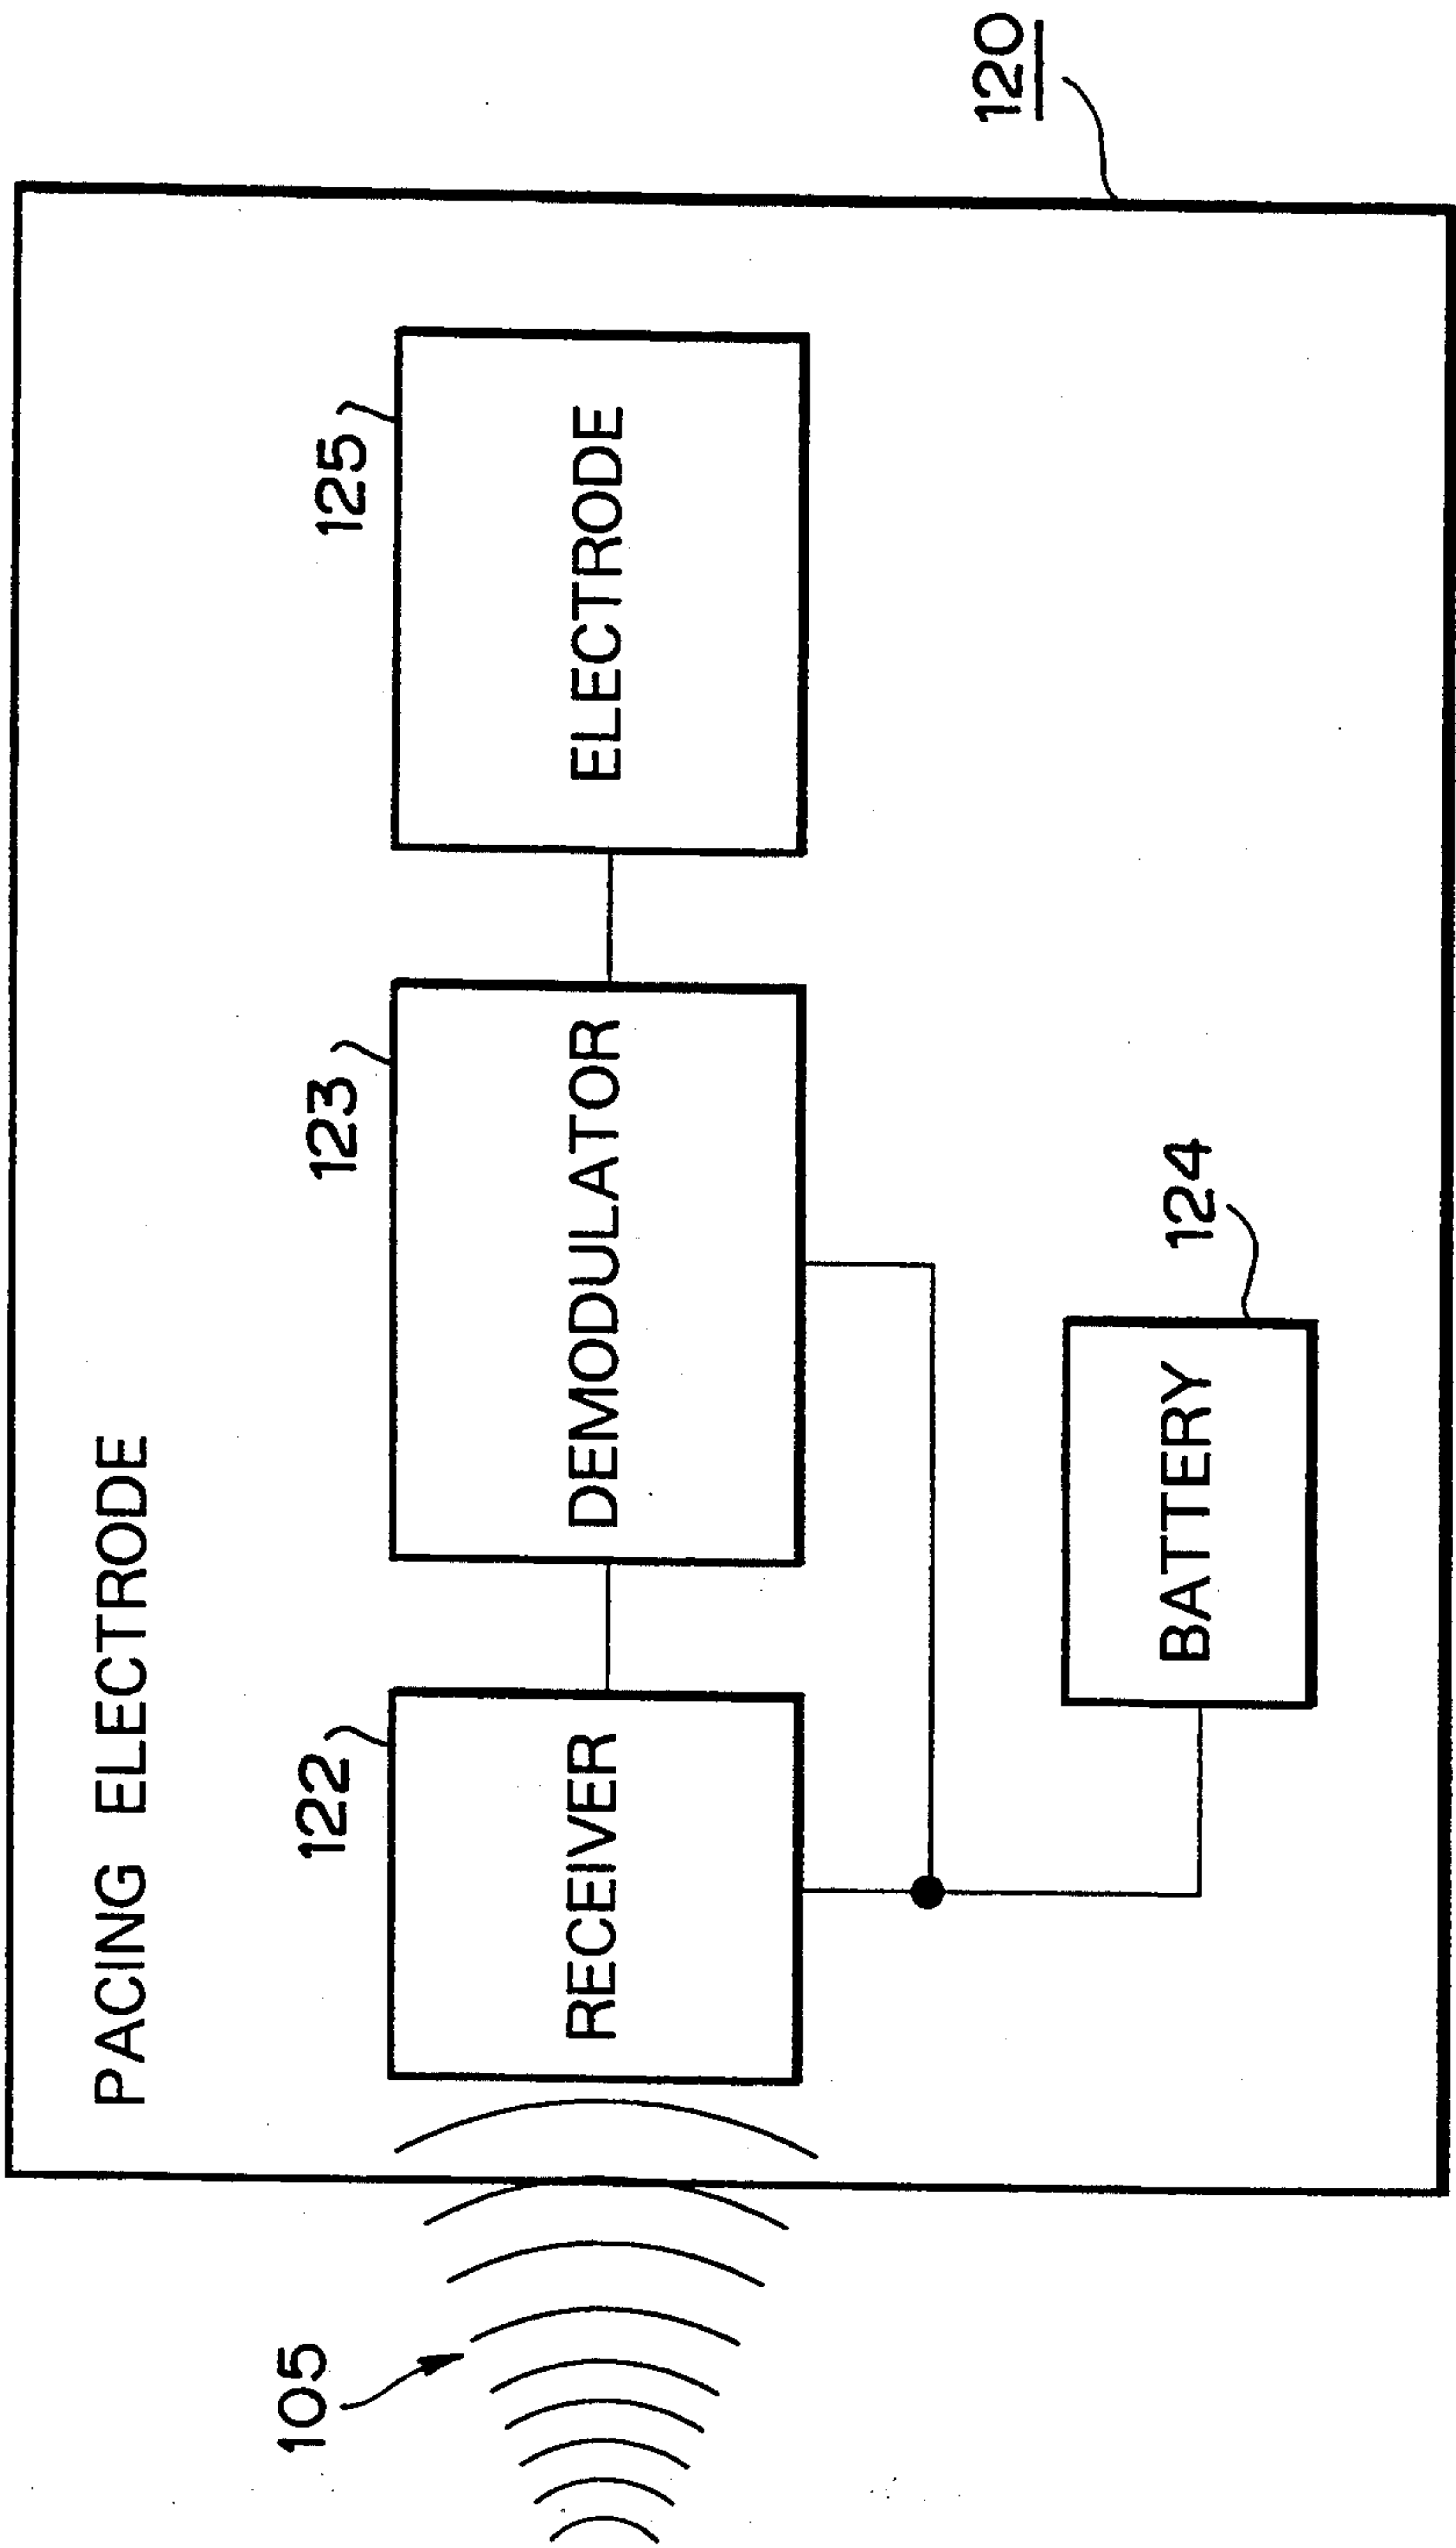 PACING ELECTRODE
120
105
122
123
125
RECEIVER
DEMODULATOR
ELECTRODE
124
BATTERY